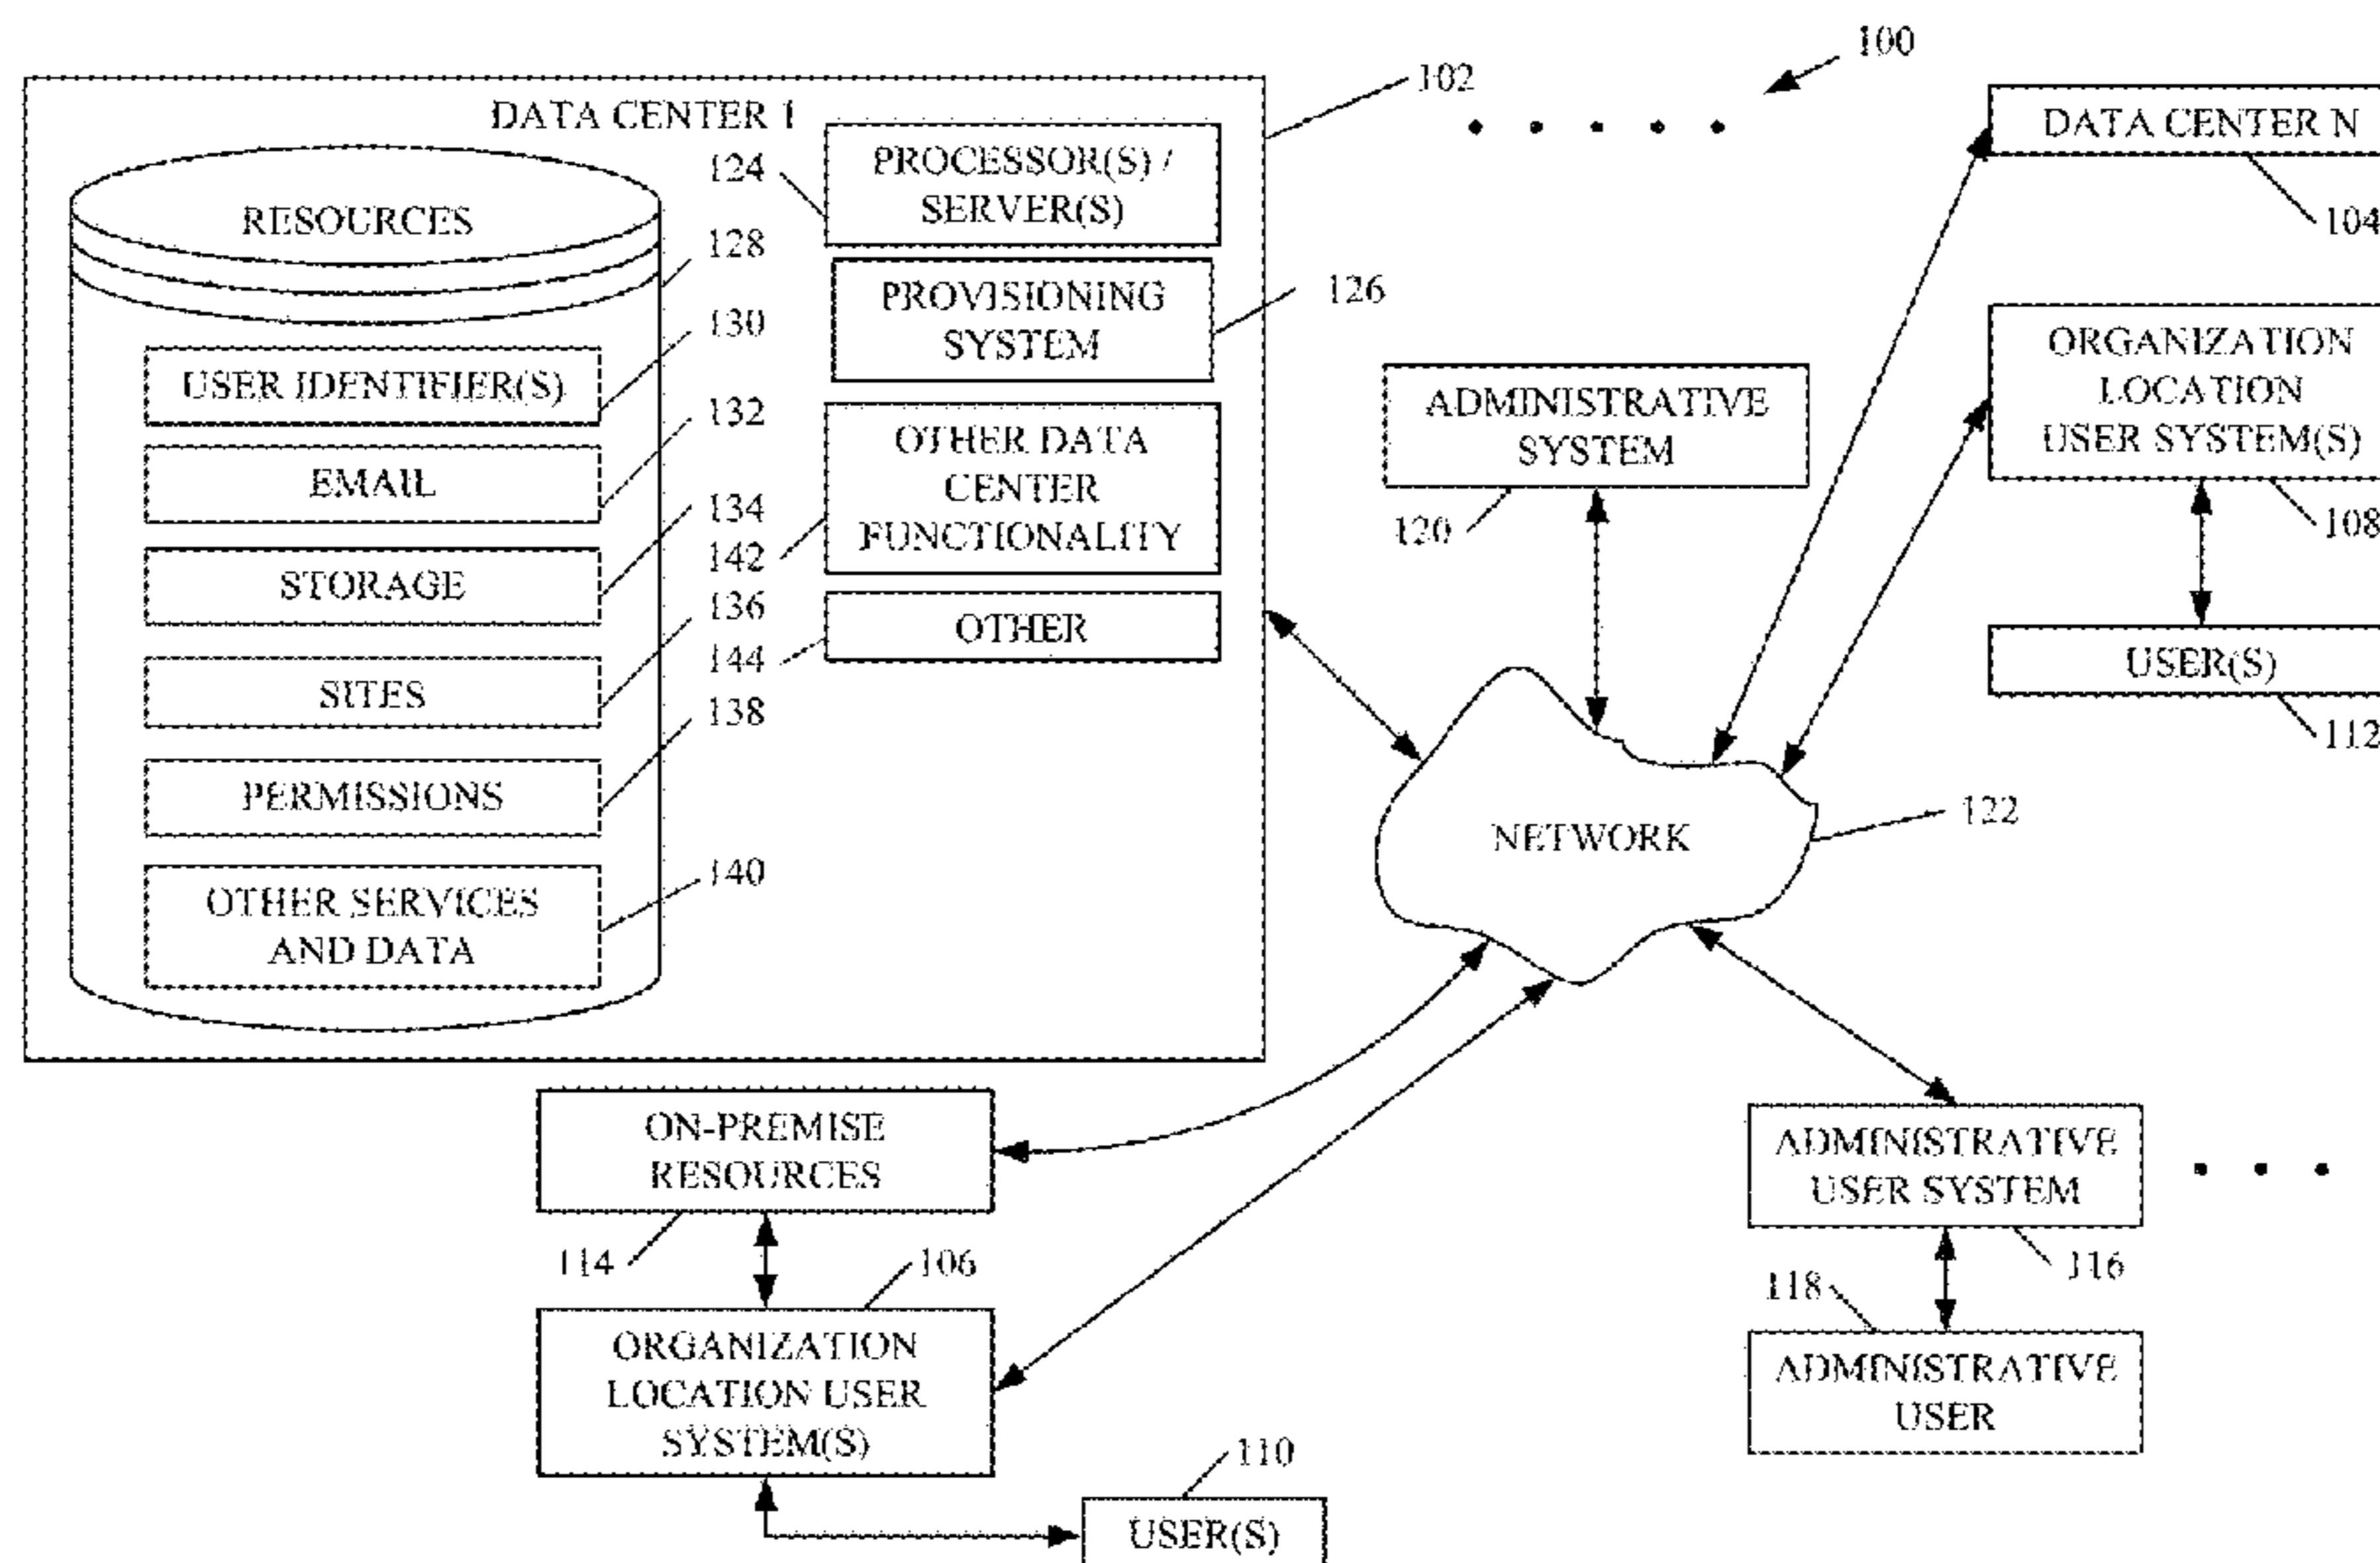 100
102
DATA CENTER 1
DATA CENTER N
104
RESOURCES
128
124
PROCESSOR(S) /
SERVER(S)
PROVISIONING
SYSTEM
126
130
USER IDENTIFIER(S)
132
EMAIL
134
STORAGE
136
SITES
138
PERMISSIONS
140
OTHER SERVICES
AND DATA
OTHER DATA
CENTER
FUNCTIONALITY
142
OTHER
144
ADMINISTRATIVE
SYSTEM
120
ORGANIZATION
LOCATION
USER SYSTEM(S)
108
USER(S)
112
NETWORK
122
ON-PREMISE
RESOURCES
114
106
ORGANIZATION
LOCATION USER
SYSTEM(S)
110
USER(S)
ADMINISTRATIVE
USER SYSTEM
116
118
ADMINISTRATIVE
USER